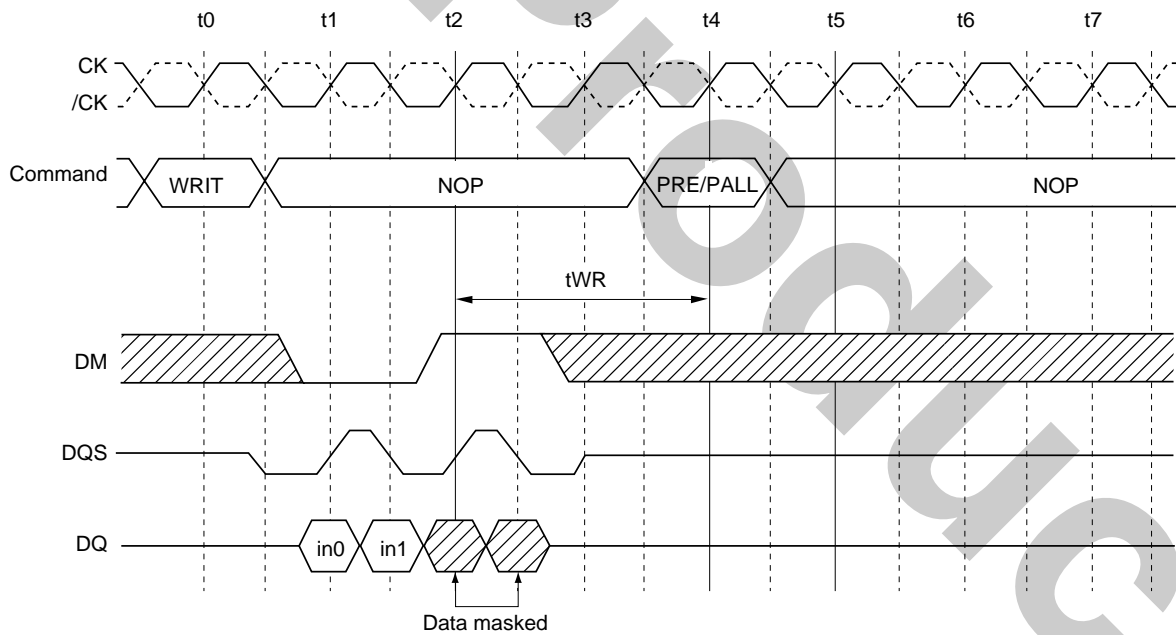 t0 t1 t2 t3 t4 t5 t6 t7
CK
/CK
Command WRIT NOP PRE/PALL NOP
tWR
DM
DQS
DQ in0 in1
Data masked
roduc